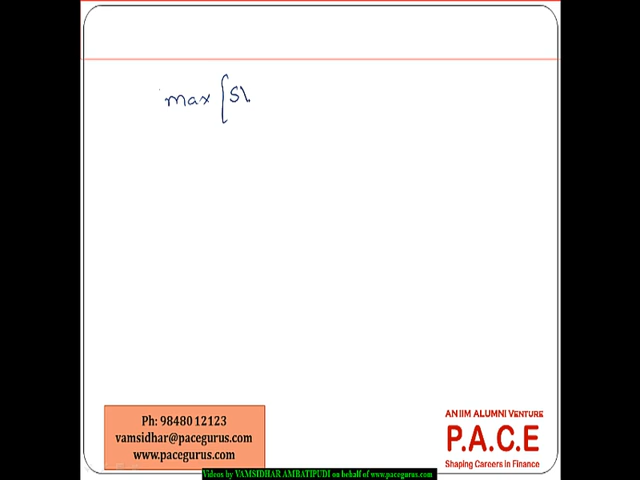 max [5%
Ph: 98480 12123
vamsidhar@pacegurus.com
www.pacegurus.com
AN IIM ALUMNI VENTURE
P.A.C.E
Shaping Careers in Finance
Videos by VAMSIDHAR AMBATIPUDI on behalf of www.pacegurus.com